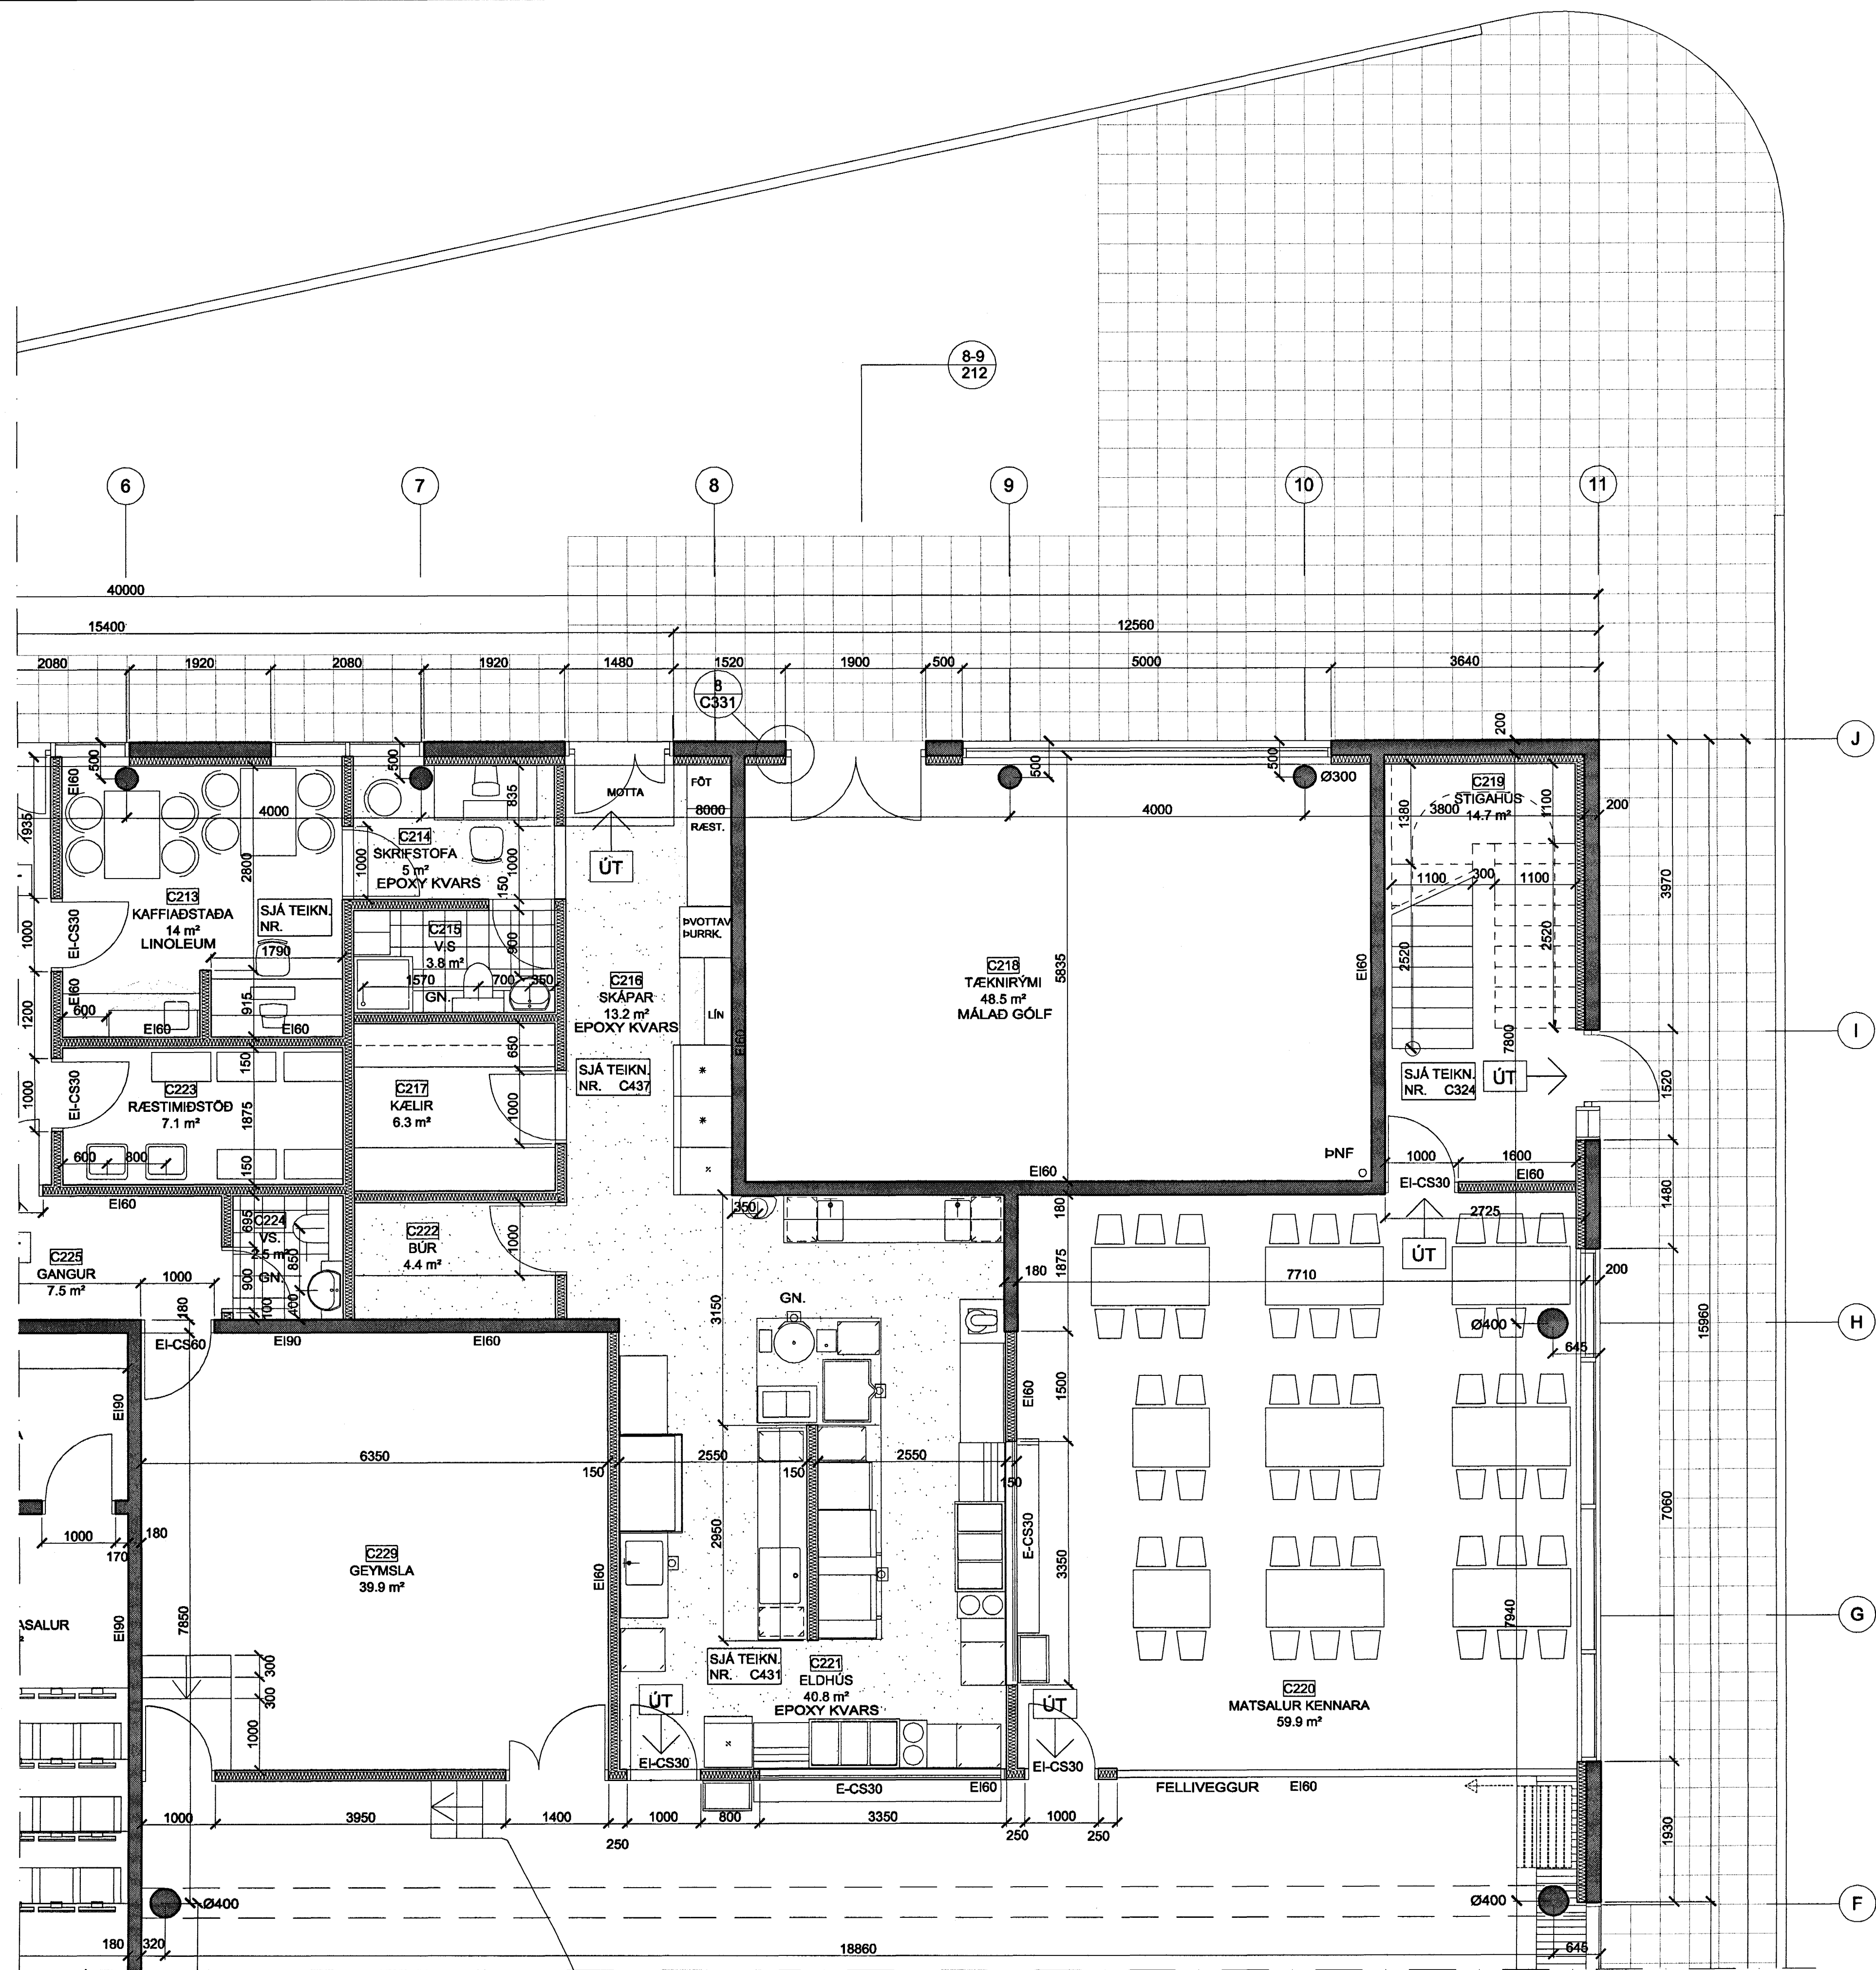 8-9
212
6
7
8
9
10
11
40000
15400
12560
2080
1920
2080
1920
1480
1520
1900
500
5000
3640
8
C331
200
J
500
500
500
500
Ø300
EI60
MOTTA
FÖT
8000
RÆST.
4000
835
4000
C219
STIGAHÚS
3800
14.7 m²
1380
1100
200
1935
C214
SKRIFSTOFA
5 m²
EPOXY KVARS
1000
1000
150
ÚT
2800
1100
300
1100
3970
C213
KAFFIAÐSTAÐA
14 m²
LINOLEUM
SJÁ TEIKN.
NR.
ÞVOTTAV
ÞURRK.
EI-CS30
1000
1790
C215
V.S
3.8 m²
900
1570
700
350
GN.
C216
SKÁPAR
13.2 m²
EPOXY KVARS
LÍN
5835
C218
TÆKNIRÝMI
48.5 m²
MÁLAÐ GÓLF
EI60
2520
2520
EI60
600
915
1200
EI60
EI60
EI60
7800
I
150
650
SJÁ TEIKN.
NR. C437
SJÁ TEIKN.
NR. C324
ÚT
1520
EI-CS30
1000
C223
RÆSTIMIÐSTÖÐ
7.1 m²
1875
C217
KÆLIR
6.3 m²
1000
600
800
150
ÞNF
EI60
1000
1600
EI60
EI-CS30
1480
EI60
695
C224
VS.
2.5 m²
850
GN.
900
100
400
C222
BÚR
4.4 m²
1000
350
180
2725
ÚT
C225
GANGUR
7.5 m²
1000
180
1875
180
7710
200
GN.
3150
EI-CS60
EI90
EI60
Ø400
645
H
15960
EI90
EI60
1500
6350
150
2550
150
2550
150
1000
170
180
2950
E-CS30
3350
7060
C229
GEYMSLA
39.9 m²
EI60
EI90
7850
ASALUR
7940
G
300
300
1000
SJÁ TEIKN.
NR. C431
C221
ELDHÚS
40.8 m²
EPOXY KVARS
ÚT
ÚT
C220
MATSALUR KENNARA
59.9 m²
EI-CS30
EI-CS30
E-CS30
EI60
FELLIVEGGUR
EI60
1000
3950
1400
250
1000
800
3350
250
1000
250
1930
Ø400
Ø400
F
180
320
18860
645